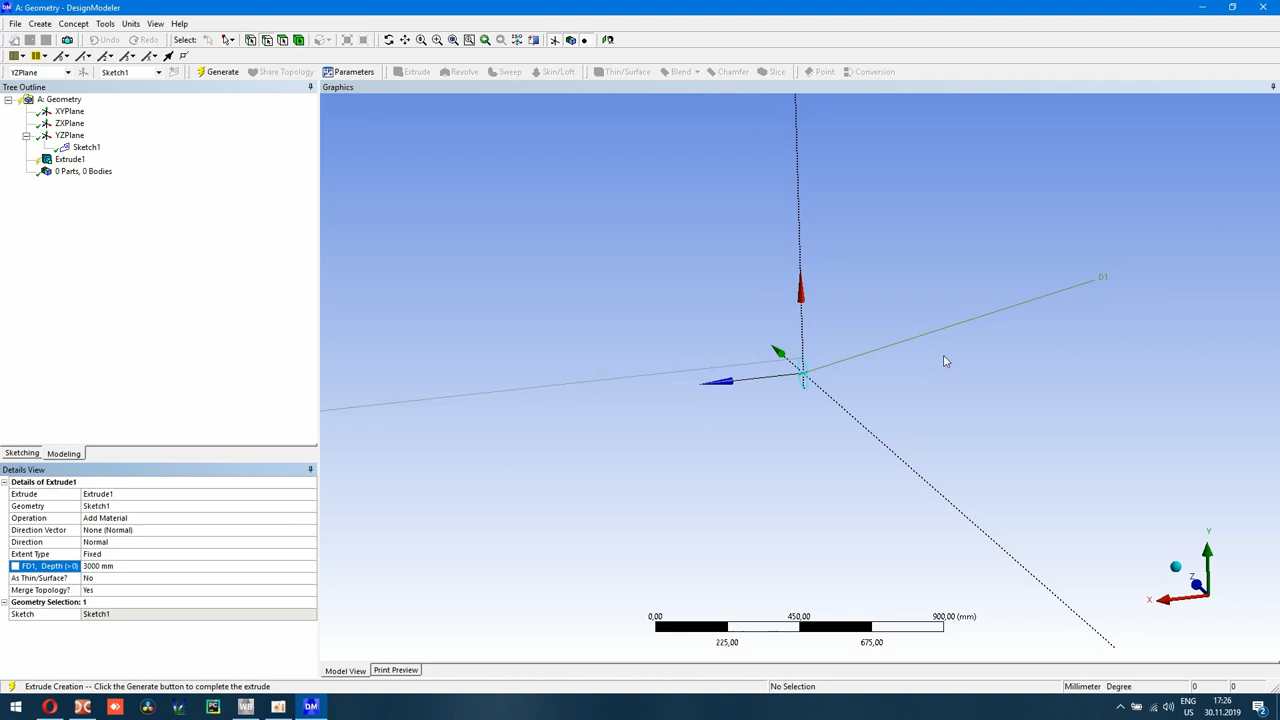 A: Geometry - DesignModeler
File Create Concept Tools Units View Help
Undo Redo Select:
YZPlane Sketch1 Generate Share Topology Parameters Extrude Revolve Sweep Skin/Loft Thin/Surface Blend Chamfer Slice Point Conversion
Tree Outline
A: Geometry
XYPlane
ZXPlane
YZPlane
Sketch1
Extrude1
0 Parts, 0 Bodies
Sketching Modeling
Details View
Details of Extrude1
Extrude Extrude1
Geometry Sketch1
Operation Add Material
Direction Vector None (Normal)
Direction Normal
Extent Type Fixed
FD1, Depth (>0) 3000 mm
As Thin/Surface? No
Merge Topology? Yes
Geometry Selection: 1
Sketch Sketch1
Graphics
D1
Y
Z
X
0,00 450,00 900,00 (mm)
225,00 675,00
Model View Print Preview
Extrude Creation -- Click the Generate button to complete the extrude No Selection Millimeter Degree 0 0
DM
PC
WB
DM
ENG
US
17:26
30.11.2019
2